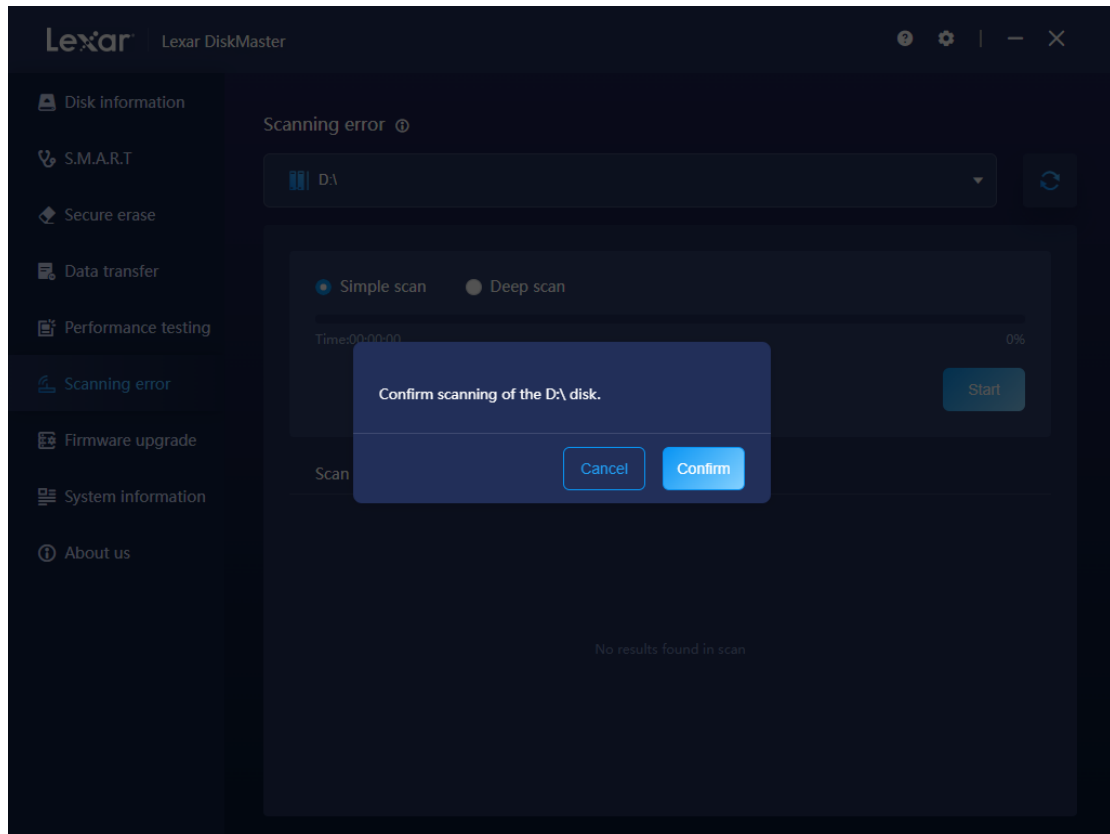 Lexar Lexar DiskMaster
Disk information
Scanning error
S.M.A.R.T
D:\
Secure erase
Data transfer
Simple scan Deep scan
Performance testing
Time:00:00:00 0%
Scanning error
Start
Confirm scanning of the D:\ disk.
Firmware upgrade
Cancel Confirm
Scan
System information
About us
No results found in scan